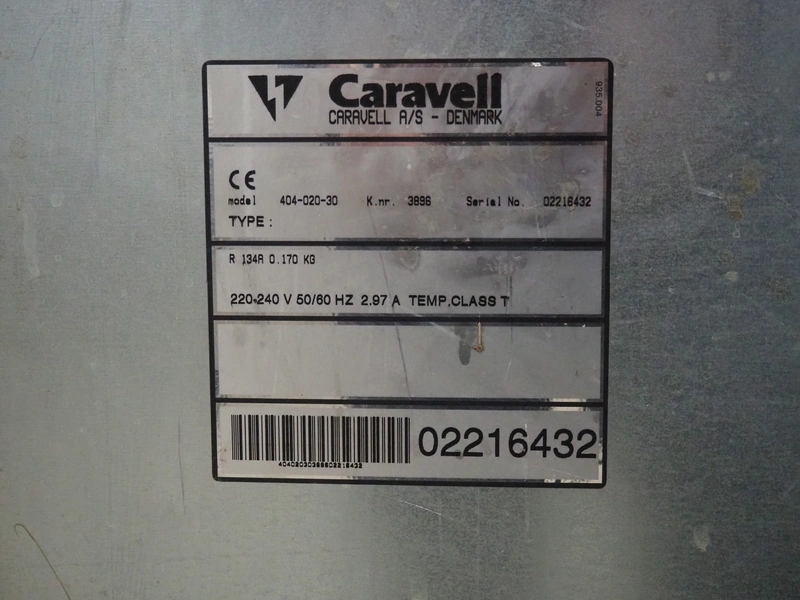 Caravell
CARAVELL A/S - DENMARK
935.004
CE
model 404-020-30 K.nr. 3896 Serial No. 02216432
TYPE :
R 134A 0.170 KG
220-240 V 50/60 HZ 2.97 A TEMP.CLASS T
02216432
40402030389602216432